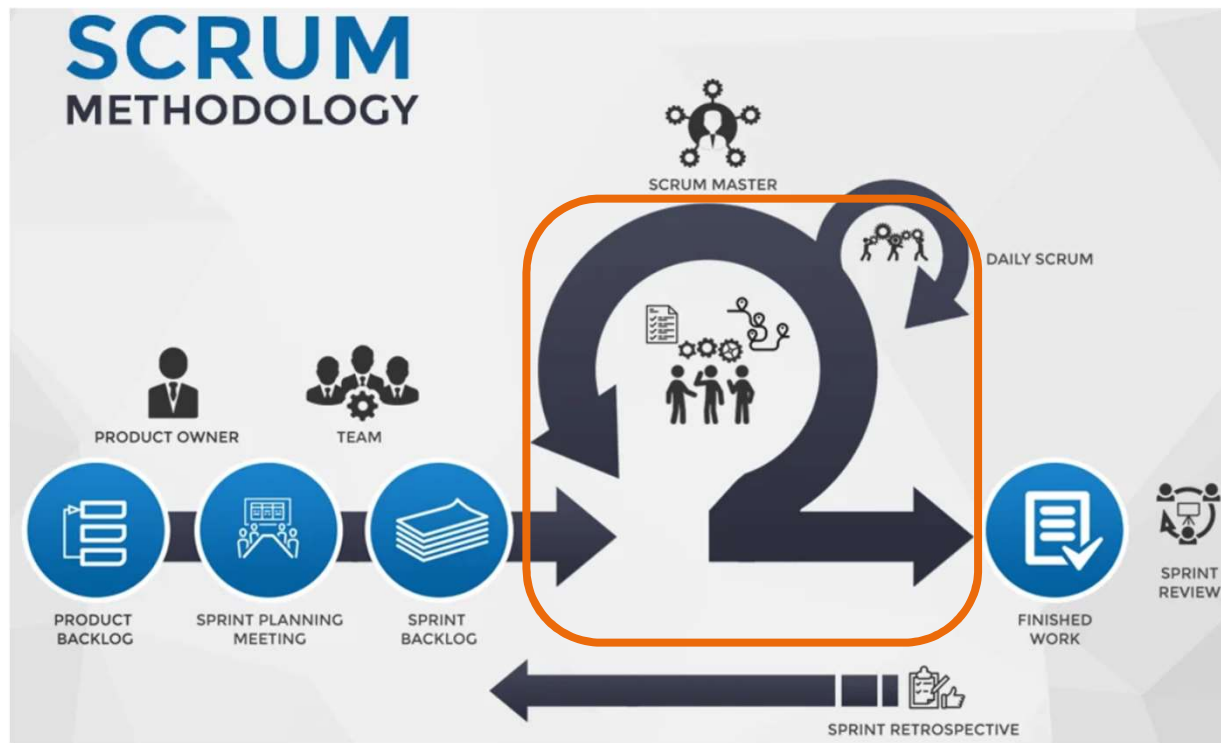 SCRUM
METHODOLOGY
SCRUM MASTER
DAILY SCRUM
PRODUCT OWNER
TEAM
PRODUCT
BACKLOG
SPRINT PLANNING
MEETING
SPRINT
BACKLOG
FINISHED
WORK
SPRINT
REVIEW
SPRINT RETROSPECTIVE